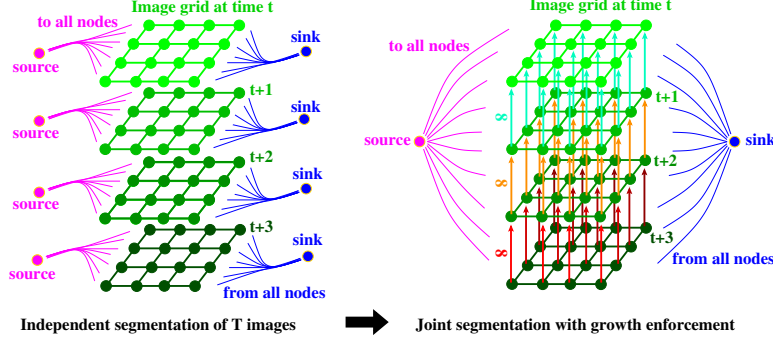 Image grid at time t
to all nodes
sink
source
t+1
sink
source
t+2
sink
source
t+3
sink
source
from all nodes
Independent segmentation of T images
Image grid at time t
to all nodes
t+1
∞
source
sink
t+2
∞
t+3
∞
from all nodes
Joint segmentation with growth enforcement